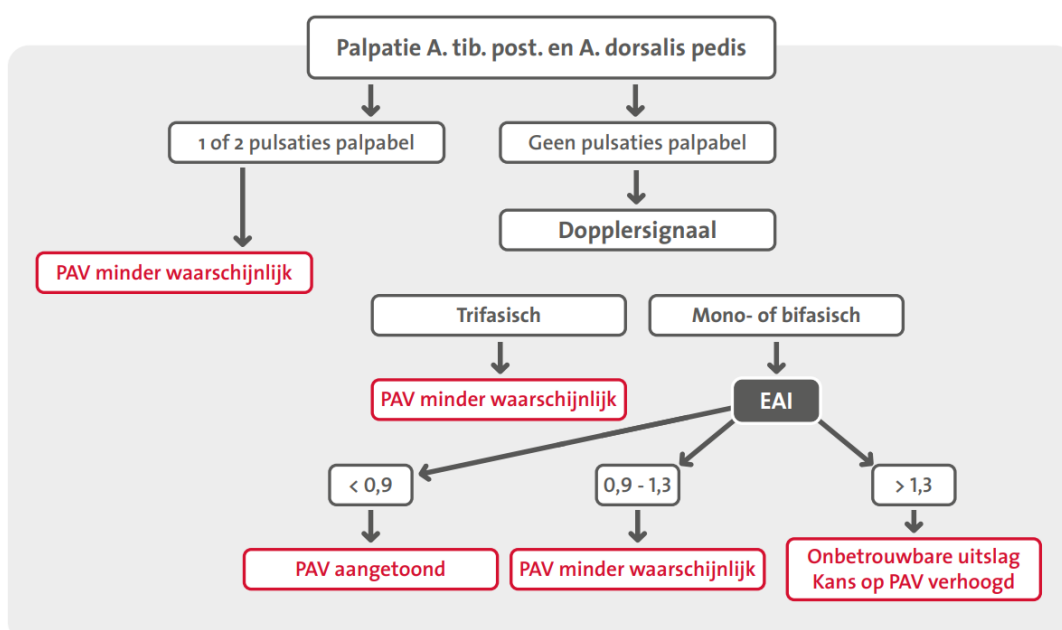 Palpatie A. tib. post. en A. dorsalis pedis
1 of 2 pulsaties palpabel
Geen pulsaties palpabel
Dopplersignaal
PAV minder waarschijnlijk
Trifasisch
Mono- of bifasisch
PAV minder waarschijnlijk
EAI
< 0,9
0,9 - 1,3
> 1,3
PAV aangetoond
PAV minder waarschijnlijk
Onbetrouwbare uitslag
Kans op PAV verhoogd